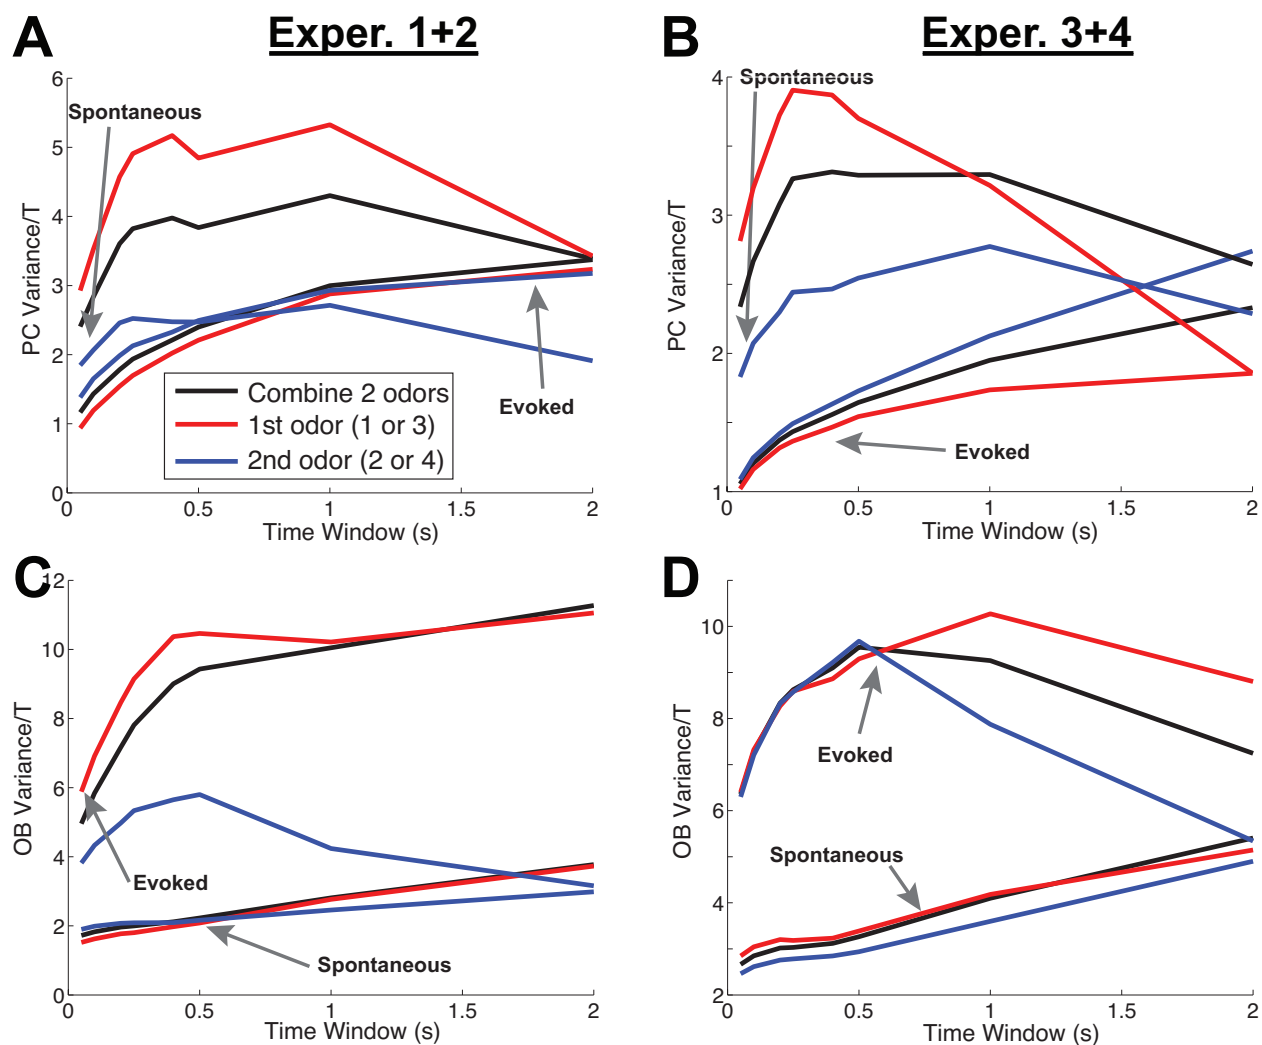 A
Exper. 1+2
6
5
4
3
2
1
0
PC Variance/T
Spontaneous
Evoked
Combine 2 odors
1st odor (1 or 3)
2nd odor (2 or 4)
0
0.5
1
1.5
2
Time Window (s)
B
Exper. 3+4
4
3
2
1
PC Variance/T
Spontaneous
Evoked
0
0.5
1
1.5
2
Time Window (s)
C
12
10
8
6
4
2
0
OB Variance/T
Evoked
Spontaneous
0
0.5
1
1.5
2
Time Window (s)
D
10
8
6
4
2
OB Variance/T
Evoked
Spontaneous
0
0.5
1
1.5
2
Time Window (s)